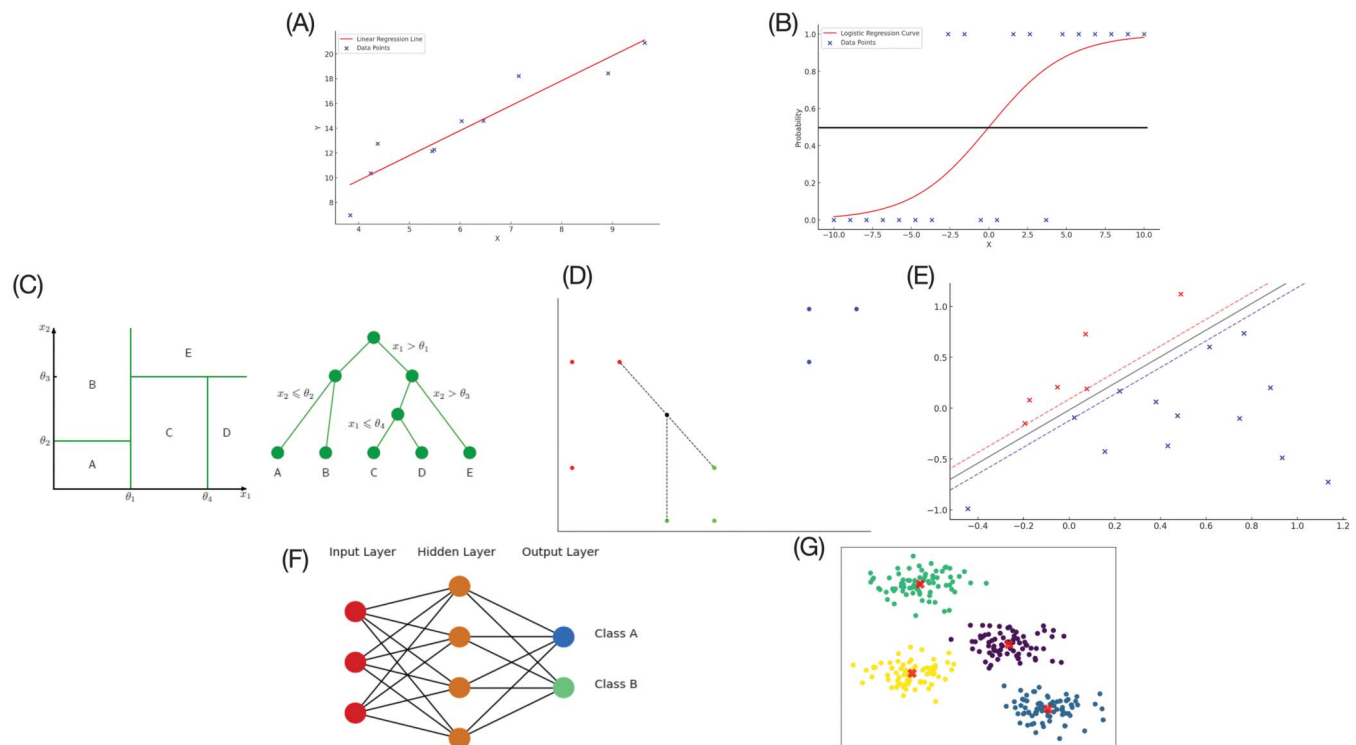 (A)
Linear Regression Line
Data Points
20
18
16
14
12
10
8
Y
4
5
6
7
8
9
X
(B)
Logistic Regression Curve
Data Points
1.0
0.8
0.6
0.4
0.2
0.0
Probability
−10.0
−7.5
−5.0
−2.5
0.0
2.5
5.0
7.5
10.0
X
(C)
x₂
θ₃
θ₂
E
B
C
D
A
θ₁
θ₄
x₁
x₁ > θ₁
x₂ ⩽ θ₂
x₂ > θ₃
x₁ ⩽ θ₄
A
B
C
D
E
(D)
(E)
1.0
0.5
0.0
−0.5
−1.0
−0.4
−0.2
0.0
0.2
0.4
0.6
0.8
1.0
1.2
(F)
Input Layer
Hidden Layer
Output Layer
Class A
Class B
(G)